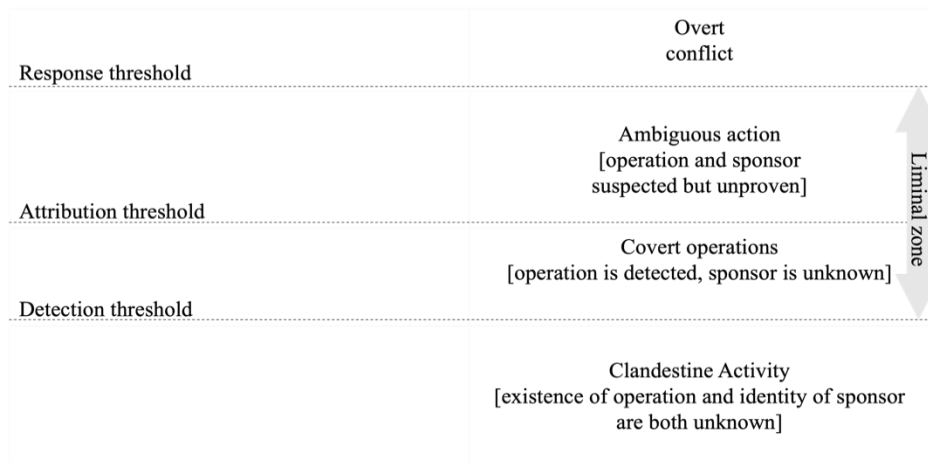 Overt
conflict
Response threshold
Ambiguous action
[operation and sponsor
suspected but unproven]
Liminal zone
Attribution threshold
Covert operations
[operation is detected, sponsor is unknown]
Detection threshold
Clandestine Activity
[existence of operation and identity of sponsor
are both unknown]